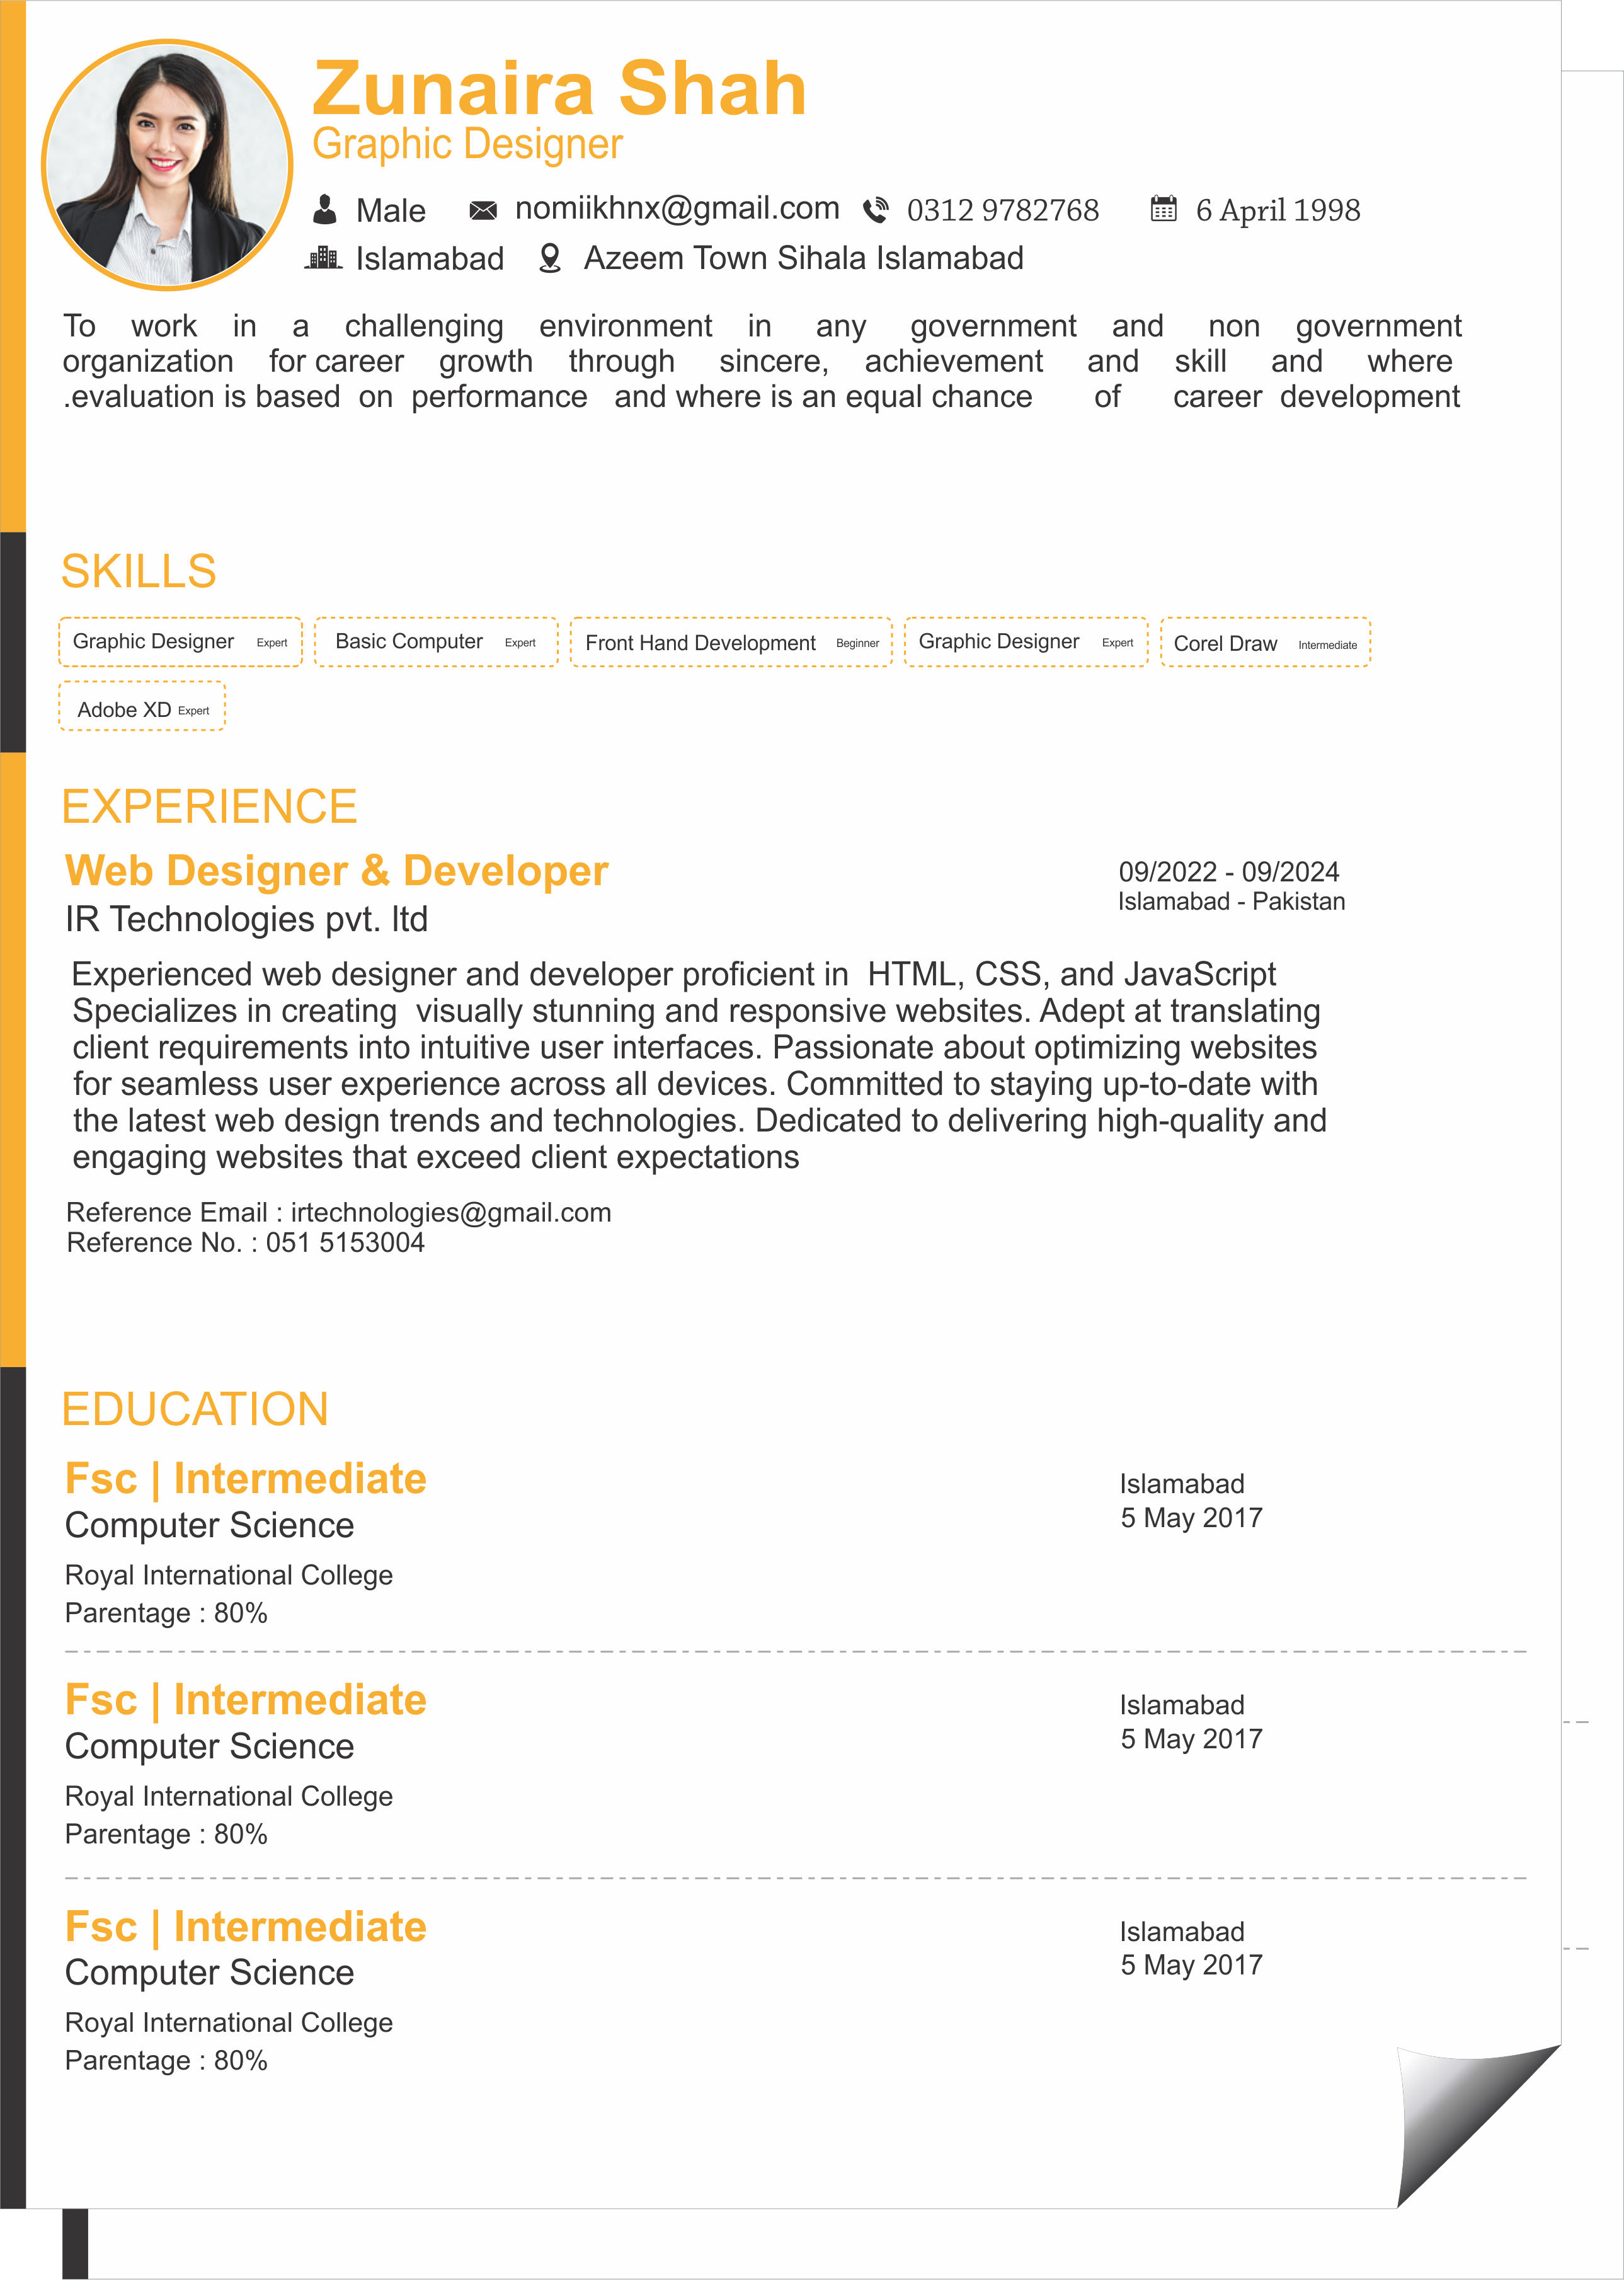 Zunaira Shah
Graphic Designer
Male nomiikhnx@gmail.com 0312 9782768 6 April 1998
Islamabad Azeem Town Sihala Islamabad
To work in a challenging environment in any government and non government
organization for career growth through sincere, achievement and skill and where
.evaluation is based on performance and where is an equal chance of career development
SKILLS
Graphic Designer Expert Basic Computer Expert Front Hand Development Beginner Graphic Designer Expert Corel Draw Intermediate
Adobe XD Expert
EXPERIENCE
Web Designer & Developer 09/2022 - 09/2024
Islamabad - Pakistan
IR Technologies pvt. ltd
Experienced web designer and developer proficient in HTML, CSS, and JavaScript
Specializes in creating visually stunning and responsive websites. Adept at translating
client requirements into intuitive user interfaces. Passionate about optimizing websites
for seamless user experience across all devices. Committed to staying up-to-date with
the latest web design trends and technologies. Dedicated to delivering high-quality and
engaging websites that exceed client expectations
Reference Email : irtechnologies@gmail.com
Reference No. : 051 5153004
EDUCATION
Fsc | Intermediate Islamabad
Computer Science 5 May 2017
Royal International College
Parentage : 80%
Fsc | Intermediate Islamabad
Computer Science 5 May 2017
Royal International College
Parentage : 80%
Fsc | Intermediate Islamabad
Computer Science 5 May 2017
Royal International College
Parentage : 80%